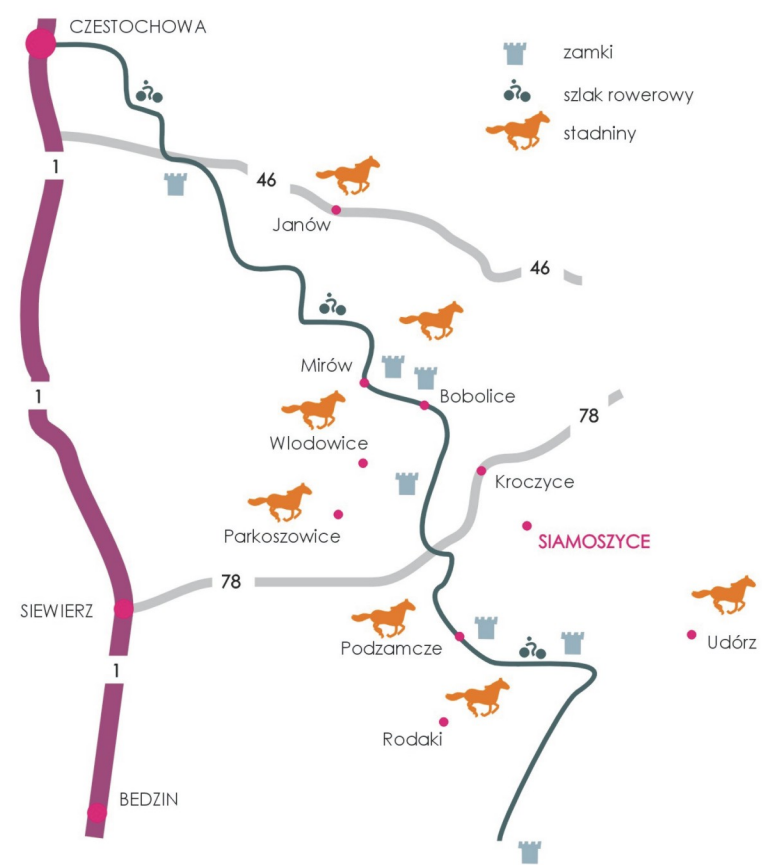 CZESTOCHOWA
zamki
szlak rowerowy
stadniny
1
46
Janów
46
Mirów
Bobolice
1
78
Wlodowice
Kroczyce
Parkoszowice
SIAMOSZYCE
78
SIEWIERZ
Podzamcze
Udórz
1
Rodaki
BEDZIN